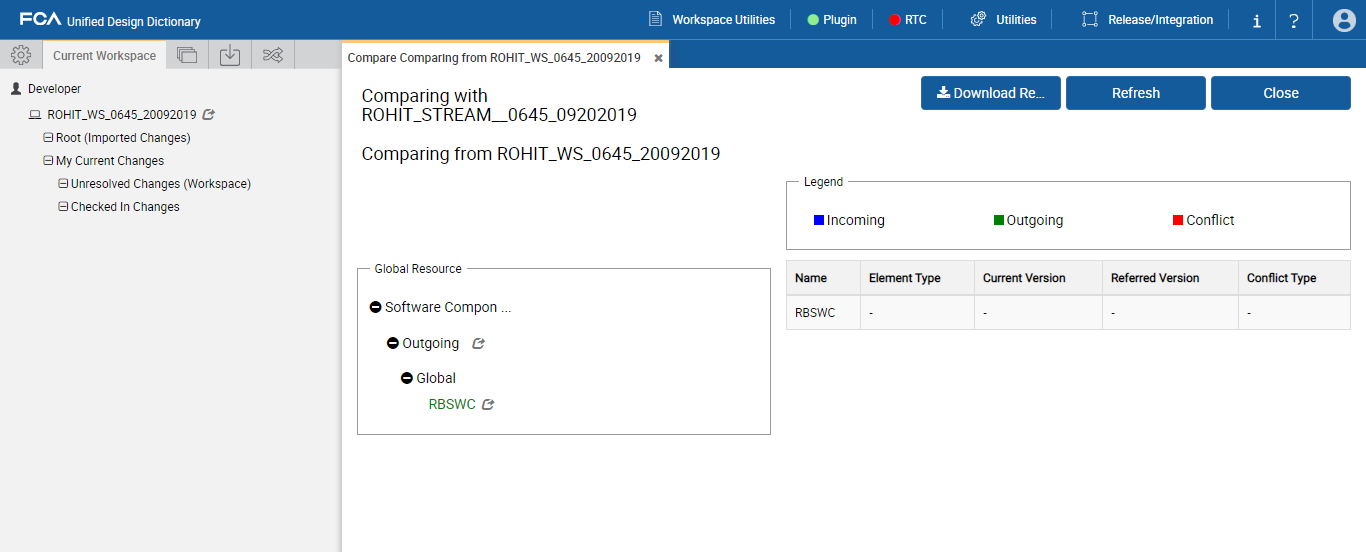 FCA Unified Design Dictionary
Workspace Utilities
Plugin
RTC
Utilities
Release/Integration
i
?
Current Workspace
Compare Comparing from ROHIT_WS_0645_20092019
Developer
ROHIT_WS_0645_20092019
Root (Imported Changes)
My Current Changes
Unresolved Changes (Workspace)
Checked In Changes
Comparing with
ROHIT_STREAM__0645_09202019
Comparing from ROHIT_WS_0645_20092019
Download Re...
Refresh
Close
Legend
Incoming
Outgoing
Conflict
Global Resource
Software Compon ...
Outgoing
Global
RBSWC
Name Element Type Current Version Referred Version Conflict Type
RBSWC - - - -